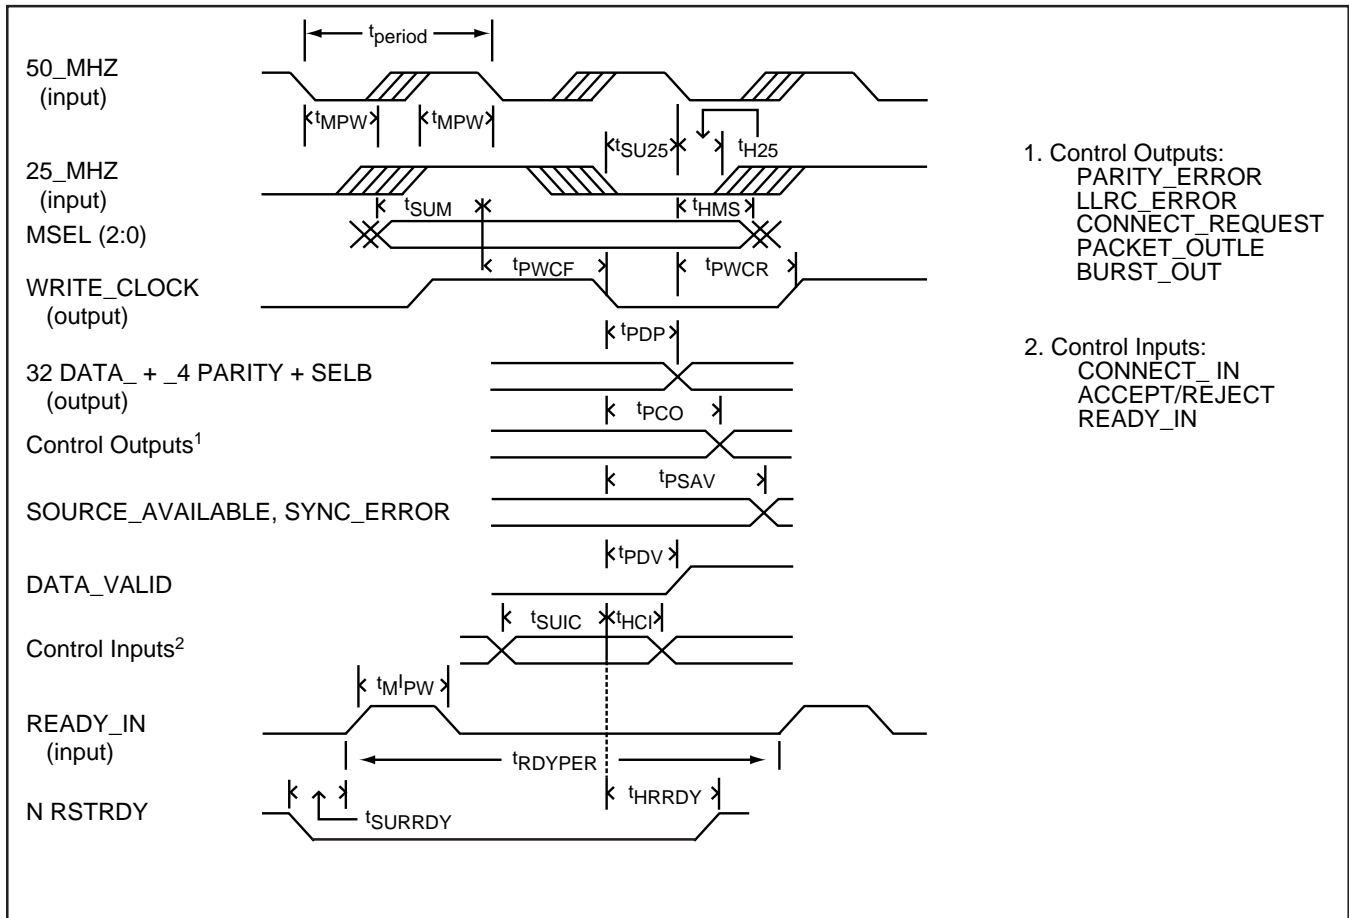 tperiod
50_MHZ
(input)
tMPW
tMPW
tSU25
tH25
25_MHZ
(input)
tSUM
tHMS
MSEL (2:0)
tPWCF
tPWCR
WRITE_CLOCK
(output)
tPDP
32 DATA_ + _4 PARITY + SELB
(output)
tPCO
Control Outputs1
tPSAV
SOURCE_AVAILABLE, SYNC_ERROR
tPDV
DATA_VALID
tSUIC
tHCI
Control Inputs2
tMIPW
READY_IN
(input)
tRDYPER
tHRRDY
N RSTRDY
tSURRDY
1. Control Outputs:
PARITY_ERROR
LLRC_ERROR
CONNECT_REQUEST
PACKET_OUTLE
BURST_OUT
2. Control Inputs:
CONNECT_ IN
ACCEPT/REJECT
READY_IN